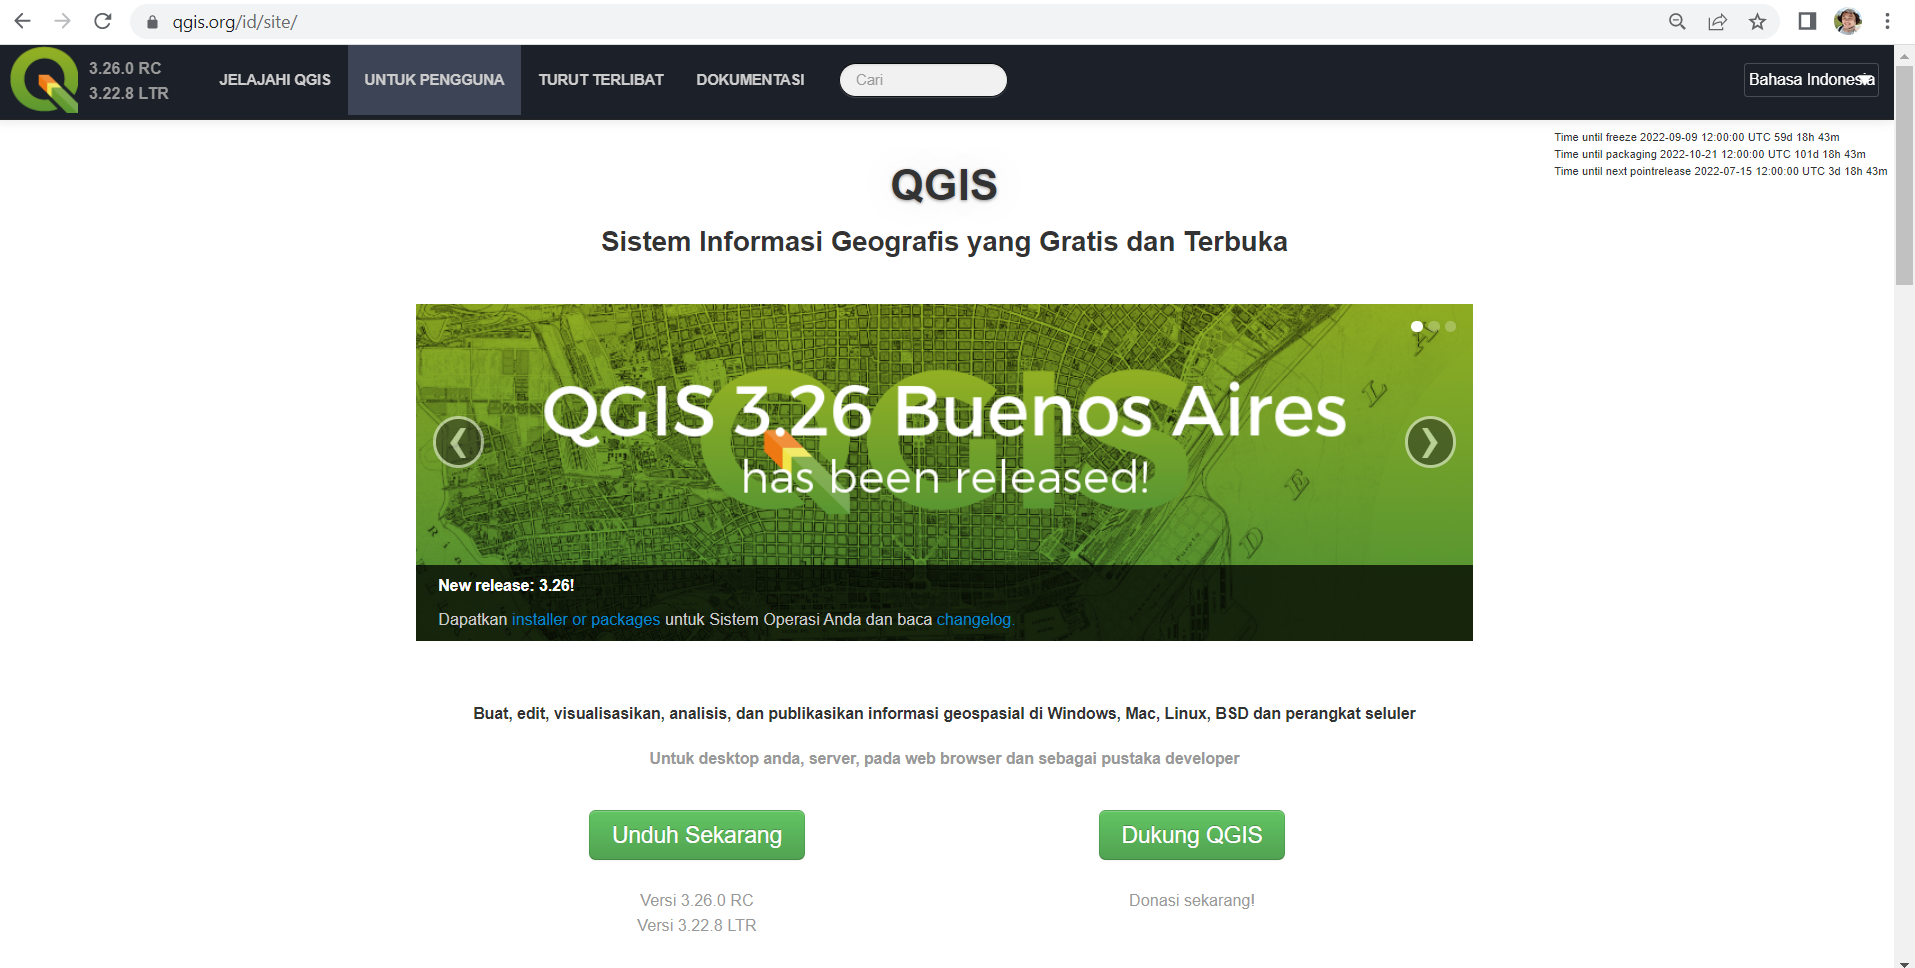 qgis.org/id/site/
3.26.0 RC
3.22.8 LTR
JELAJAHI QGIS
UNTUK PENGGUNA
TURUT TERLIBAT
DOKUMENTASI
Cari
Bahasa Indonesia
Time until freeze 2022-09-09 12:00:00 UTC 59d 18h 43m
Time until packaging 2022-10-21 12:00:00 UTC 101d 18h 43m
Time until next pointrelease 2022-07-15 12:00:00 UTC 3d 18h 43m
QGIS
Sistem Informasi Geografis yang Gratis dan Terbuka
QGIS
QGIS 3.26 Buenos Aires
has been released!
New release: 3.26!
Dapatkan installer or packages untuk Sistem Operasi Anda dan baca changelog.
Buat, edit, visualisasikan, analisis, dan publikasikan informasi geospasial di Windows, Mac, Linux, BSD dan perangkat seluler
Untuk desktop anda, server, pada web browser dan sebagai pustaka developer
Unduh Sekarang
Versi 3.26.0 RC
Versi 3.22.8 LTR
Dukung QGIS
Donasi sekarang!